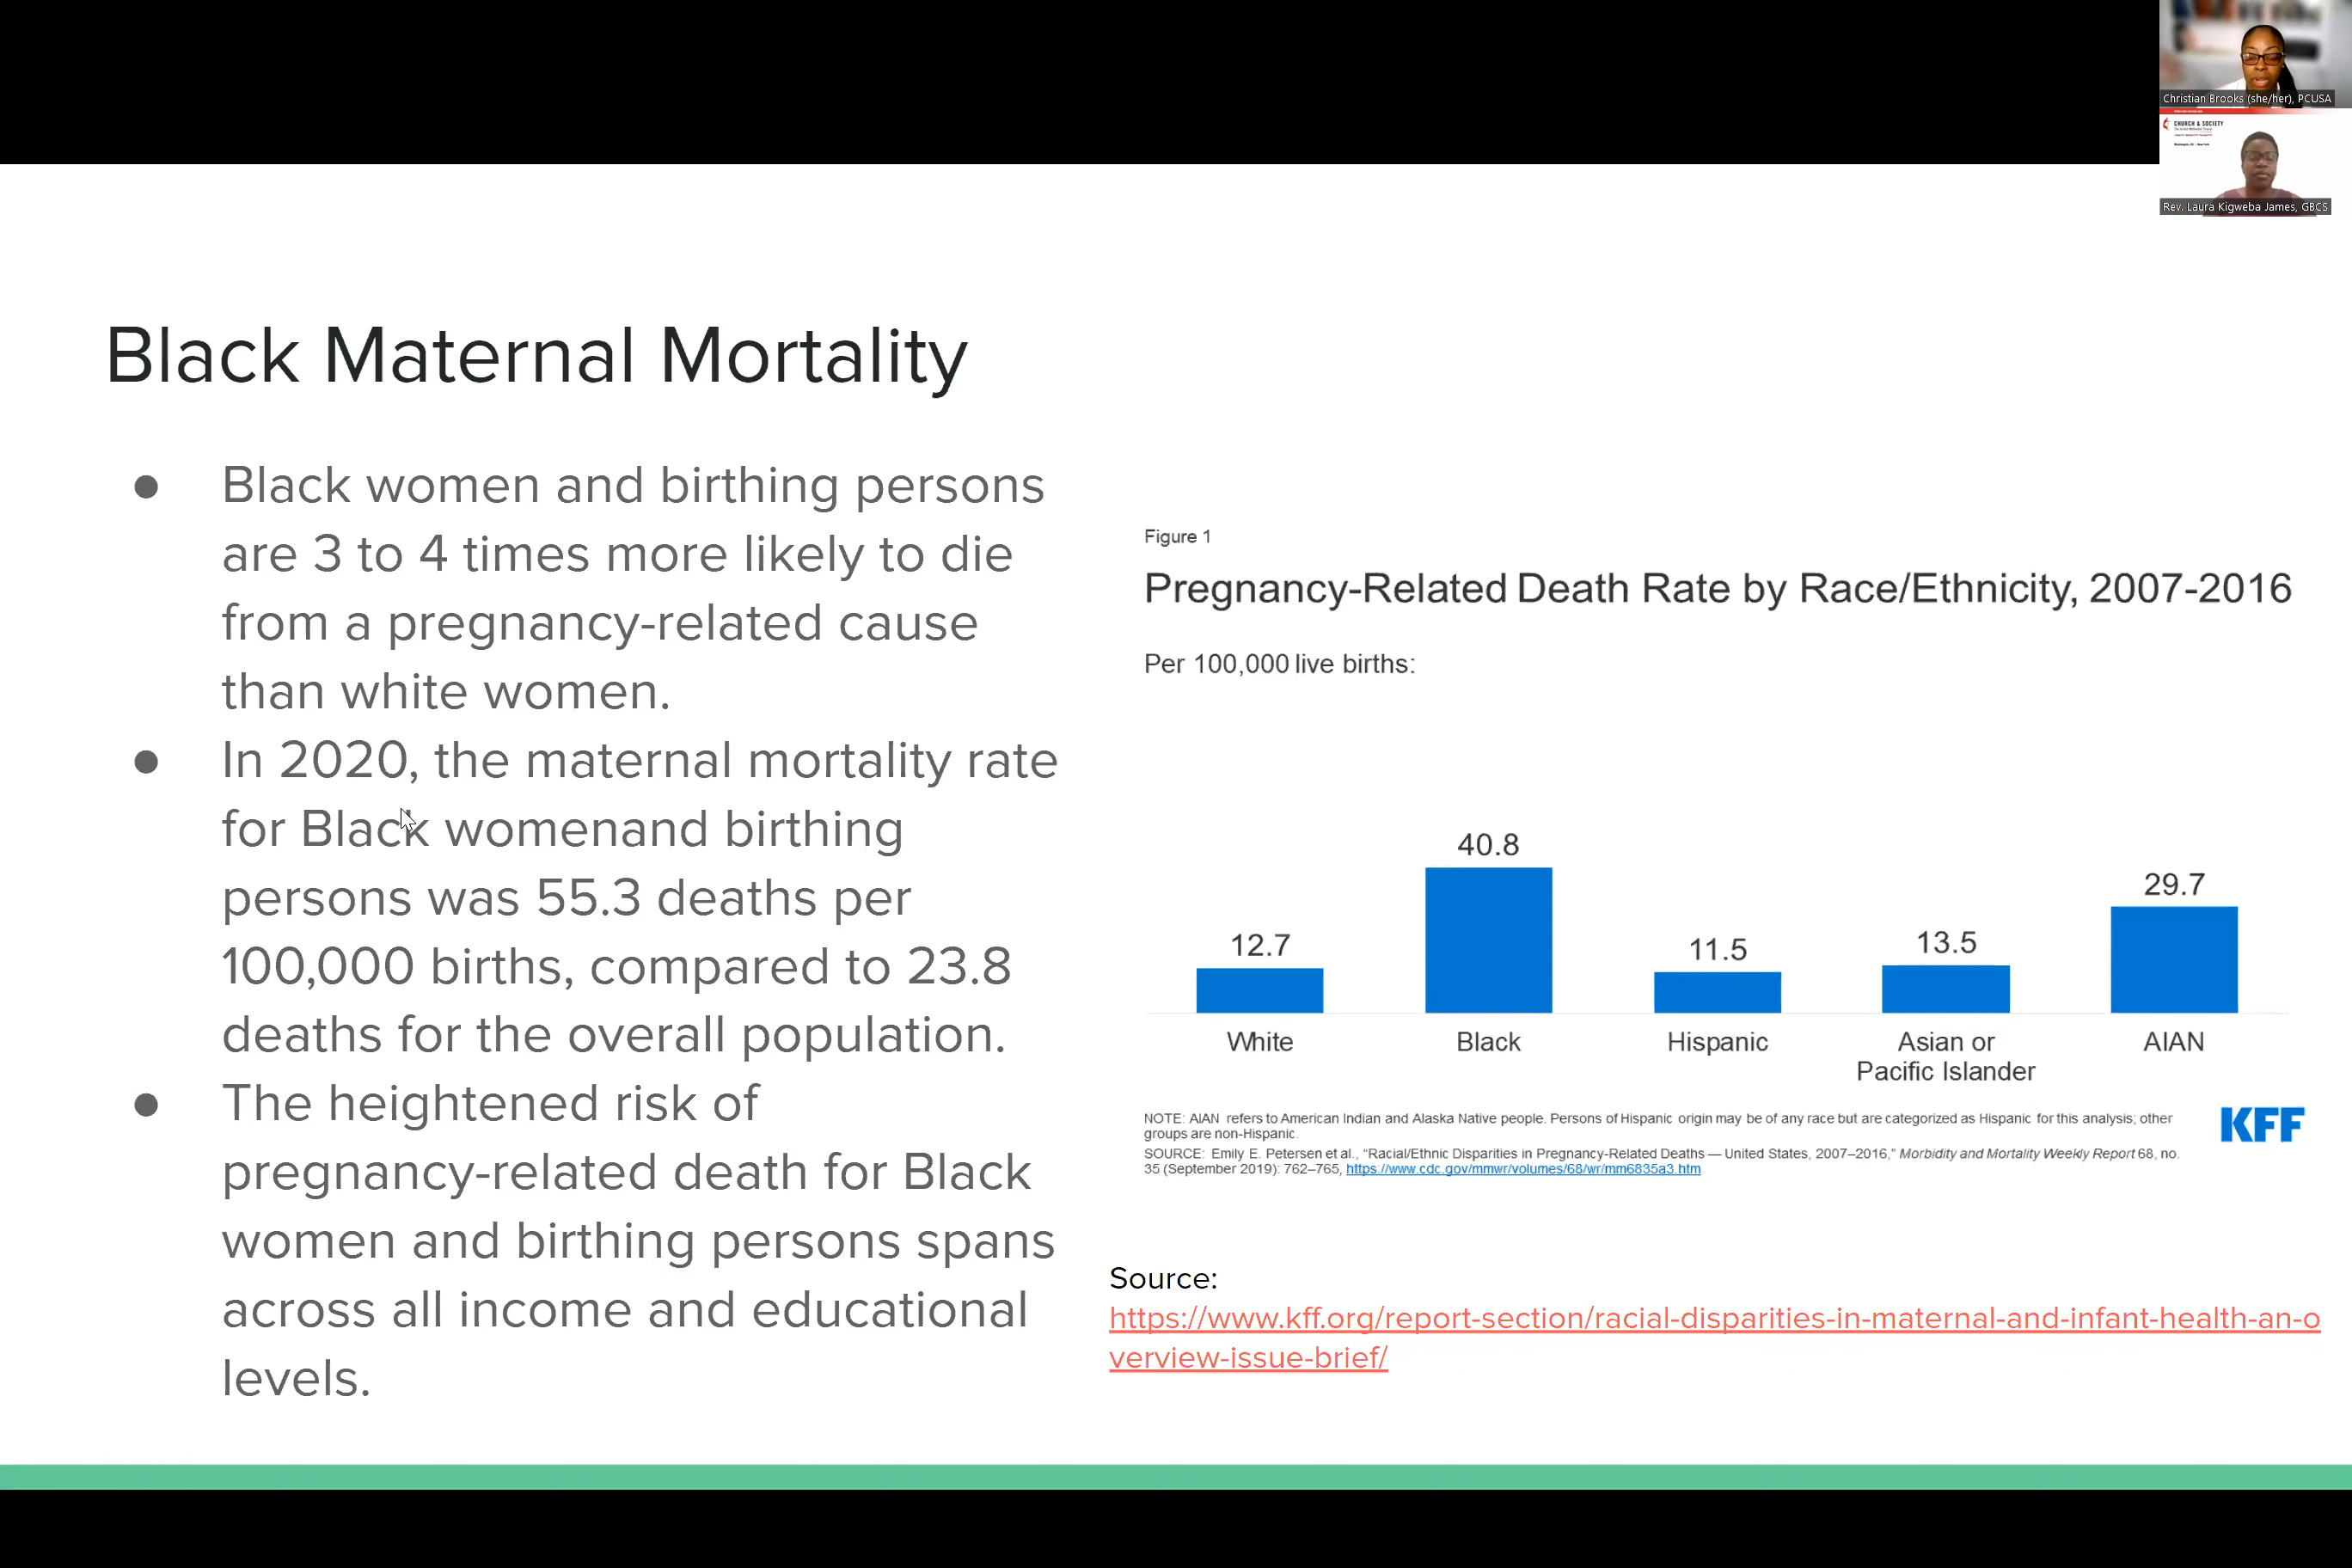 Christian Brooks (she/her), PCUSA
CHURCH & SOCIETY
Rev. Laura Kigweba James, GBCS
Black Maternal Mortality
● Black women and birthing persons
are 3 to 4 times more likely to die
from a pregnancy-related cause
than white women.
● In 2020, the maternal mortality rate
for Black womenand birthing
persons was 55.3 deaths per
100,000 births, compared to 23.8
deaths for the overall population.
● The heightened risk of
pregnancy-related death for Black
women and birthing persons spans
across all income and educational
levels.
Figure 1
Pregnancy-Related Death Rate by Race/Ethnicity, 2007-2016
Per 100,000 live births:
12.7
40.8
11.5
13.5
29.7
White
Black
Hispanic
Asian or
Pacific Islander
AIAN
NOTE: AIAN refers to American Indian and Alaska Native people. Persons of Hispanic origin may be of any race but are categorized as Hispanic for this analysis; other
groups are non-Hispanic.
SOURCE: Emily E. Petersen et al., “Racial/Ethnic Disparities in Pregnancy-Related Deaths — United States, 2007–2016,” Morbidity and Mortality Weekly Report 68, no.
35 (September 2019): 762–765, https://www.cdc.gov/mmwr/volumes/68/wr/mm6835a3.htm
KFF
Source:
https://www.kff.org/report-section/racial-disparities-in-maternal-and-infant-health-an-o
verview-issue-brief/